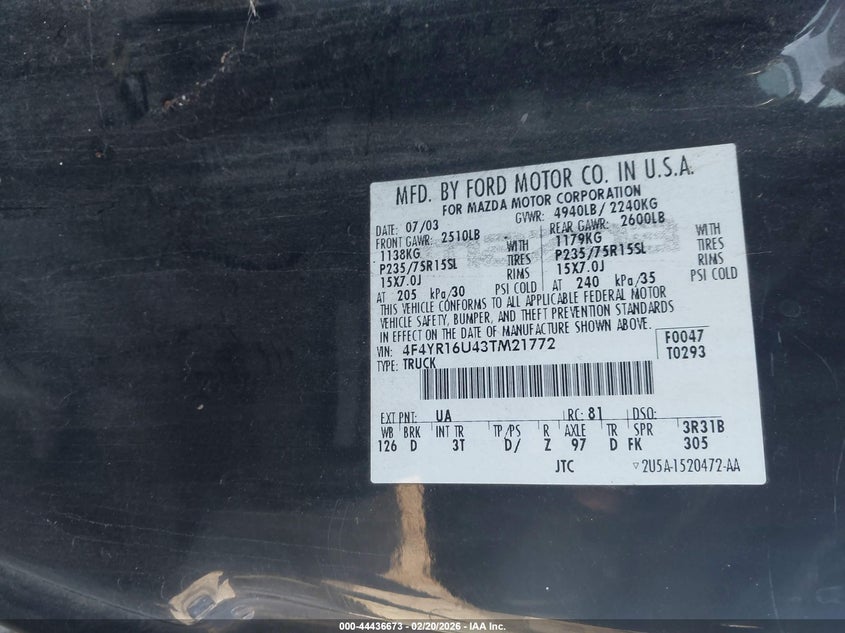 MFD. BY FORD MOTOR CO. IN U.S.A.
FOR MAZDA MOTOR CORPORATION
DATE: 07/03 GVWR: 4940LB/2240KG
FRONT GAWR: 2510LB REAR GAWR: 2600LB
1138KG WITH 1179KG WITH
P235/75R15SL TIRES P235/75R15SL TIRES
15X7.0J RIMS 15X7.0J RIMS
AT 205 kPa/30 PSI COLD AT 240 kPa/35 PSI COLD
THIS VEHICLE CONFORMS TO ALL APPLICABLE FEDERAL MOTOR
VEHICLE SAFETY, BUMPER, AND THEFT PREVENTION STANDARDS
IN EFFECT ON THE DATE OF MANUFACTURE SHOWN ABOVE.
VIN: 4F4YR16U43TM21772 F0047
TYPE: TRUCK T0293
EXT PNT: UA RC: 81 DSO:
WB BRK INT TR TP/PS R AXLE TR SPR 3R31B
126 D 3T D/ Z 97 D FK 305
JTC ▽2U5A-1520472-AA
000-44436673 - 02/20/2026 - IAA Inc.